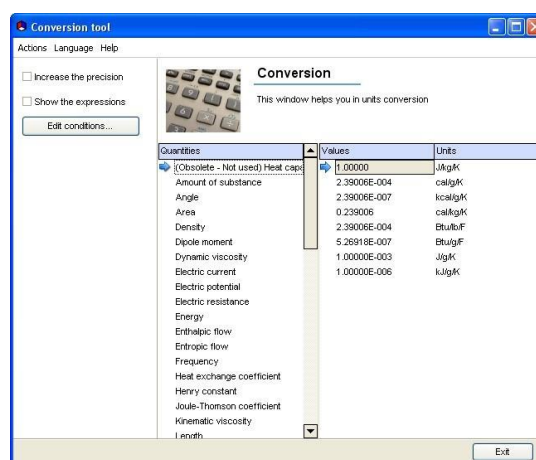 Conversion tool
Actions Language Help
Increase the precision
Show the expressions
Edit conditions...
Conversion
This window helps you in units conversion
Quantities Values Units
(Obsolete - Not used) Heat capa 1.00000 J/kg/K
Amount of substance 2.39006E-004 cal/g/K
Angle 2.39006E-007 kcal/g/K
Area 0.239006 cal/kg/K
Density 2.39006E-004 Btu/lb/F
Dipole moment 5.26918E-007 Btu/g/F
Dynamic viscosity 1.00000E-003 J/g/K
Electric current 1.00000E-006 kJ/g/K
Electric potential
Electric resistance
Energy
Enthalpic flow
Entropic flow
Frequency
Heat exchange coefficient
Henry constant
Joule-Thomson coefficient
Kinematic viscosity
Length
Exit